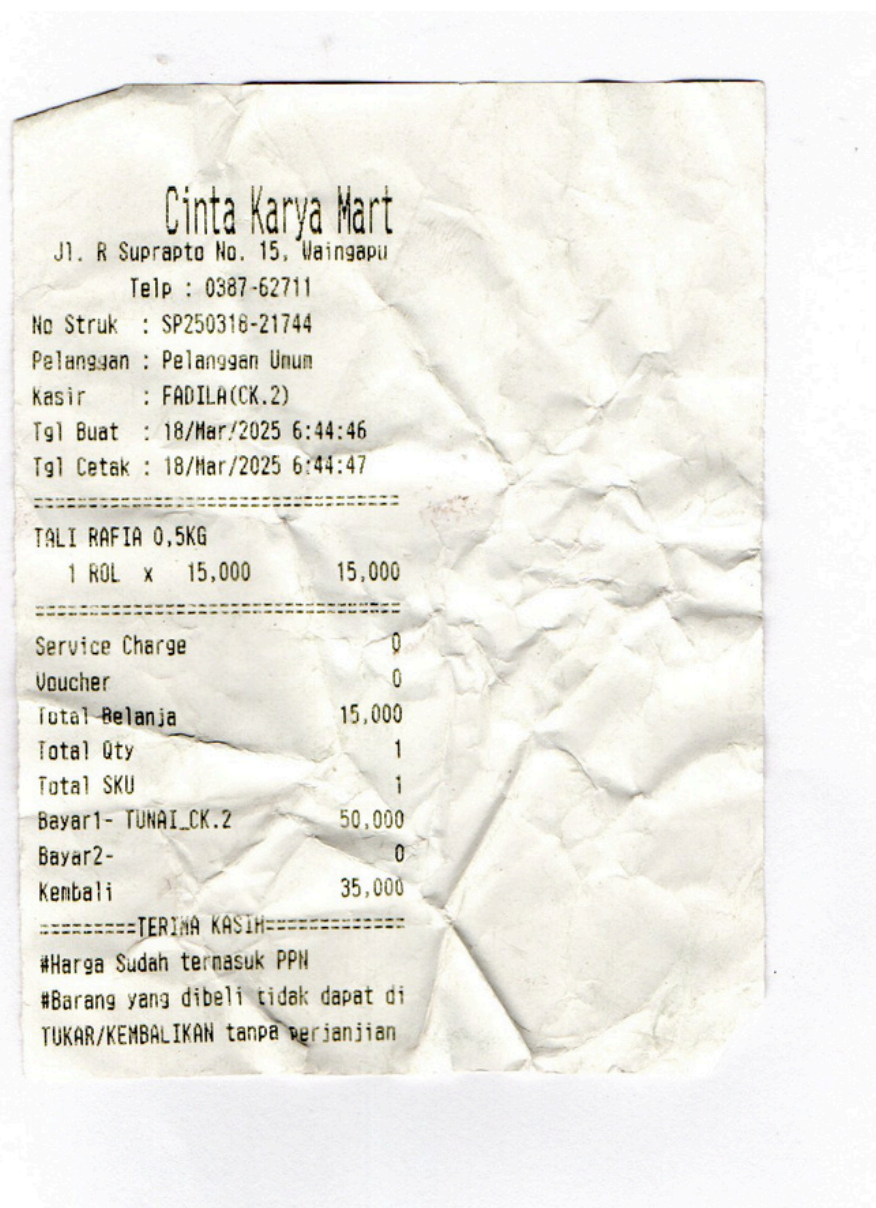 Cinta Karya Mart
Jl. R Suprapto No. 15, Waingapu
Telp : 0387-62711
No Struk : SP250318-21744
Pelanggan : Pelanggan Umum
Kasir : FADILA(CK.2)
Tgl Buat : 18/Mar/2025 6:44:46
Tgl Cetak : 18/Mar/2025 6:44:47
==================================
TALI RAFIA 0,5KG
1 ROL x 15,000 15,000
==================================
Service Charge 0
Voucher 0
Total Belanja 15,000
Total Qty 1
Total SKU 1
Bayar1- TUNAI_CK.2 50,000
Bayar2- 0
Kembali 35,000
=========TERIMA KASIH=============
#Harga Sudah termasuk PPN
#Barang yang dibeli tidak dapat di
TUKAR/KEMBALIKAN tanpa perjanjian